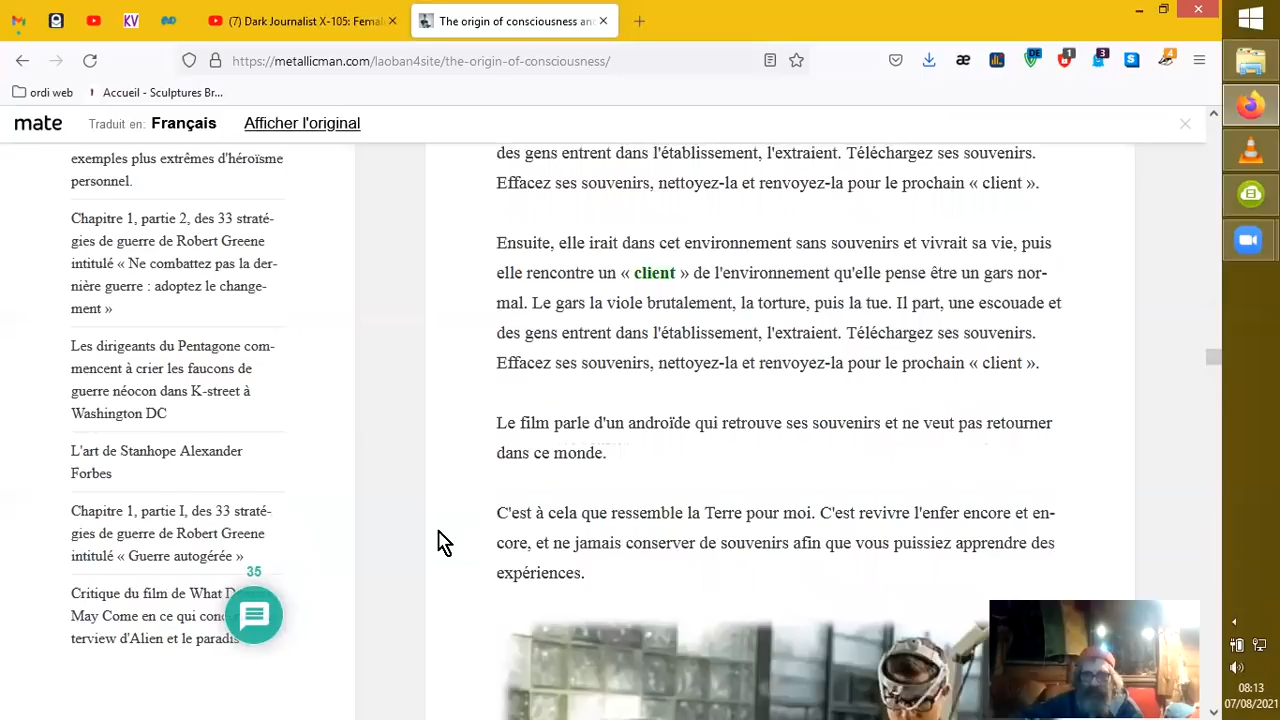 (7) Dark Journalist X-105: Femal
The origin of consciousness and
https://metallicman.com/laoban4site/the-origin-of-consciousness/
DE
1
3
4
ordi web
Accueil - Sculptures Br...
mate
Traduit en: Français
Afficher l'original
exemples plus extrêmes d'héroïsme
personnel.
Chapitre 1, partie 2, des 33 straté-
gies de guerre de Robert Greene
intitulé « Ne combattez pas la der-
nière guerre : adoptez le change-
ment »
Les dirigeants du Pentagone com-
mencent à crier les faucons de
guerre néocon dans K-street à
Washington DC
L'art de Stanhope Alexander
Forbes
Chapitre 1, partie I, des 33 straté-
gies de guerre de Robert Greene
intitulé « Guerre autogérée »
35
Critique du film de What D
May Come en ce qui con
terview d'Alien et le paradis
des gens entrent dans l'établissement, l'extraient. Téléchargez ses souvenirs.
Effacez ses souvenirs, nettoyez-la et renvoyez-la pour le prochain « client ».
Ensuite, elle irait dans cet environnement sans souvenirs et vivrait sa vie, puis
elle rencontre un « client » de l'environnement qu'elle pense être un gars nor-
mal. Le gars la viole brutalement, la torture, puis la tue. Il part, une escouade et
des gens entrent dans l'établissement, l'extraient. Téléchargez ses souvenirs.
Effacez ses souvenirs, nettoyez-la et renvoyez-la pour le prochain « client ».
Le film parle d'un androïde qui retrouve ses souvenirs et ne veut pas retourner
dans ce monde.
C'est à cela que ressemble la Terre pour moi. C'est revivre l'enfer encore et en-
core, et ne jamais conserver de souvenirs afin que vous puissiez apprendre des
expériences.
08:13
07/08/2021